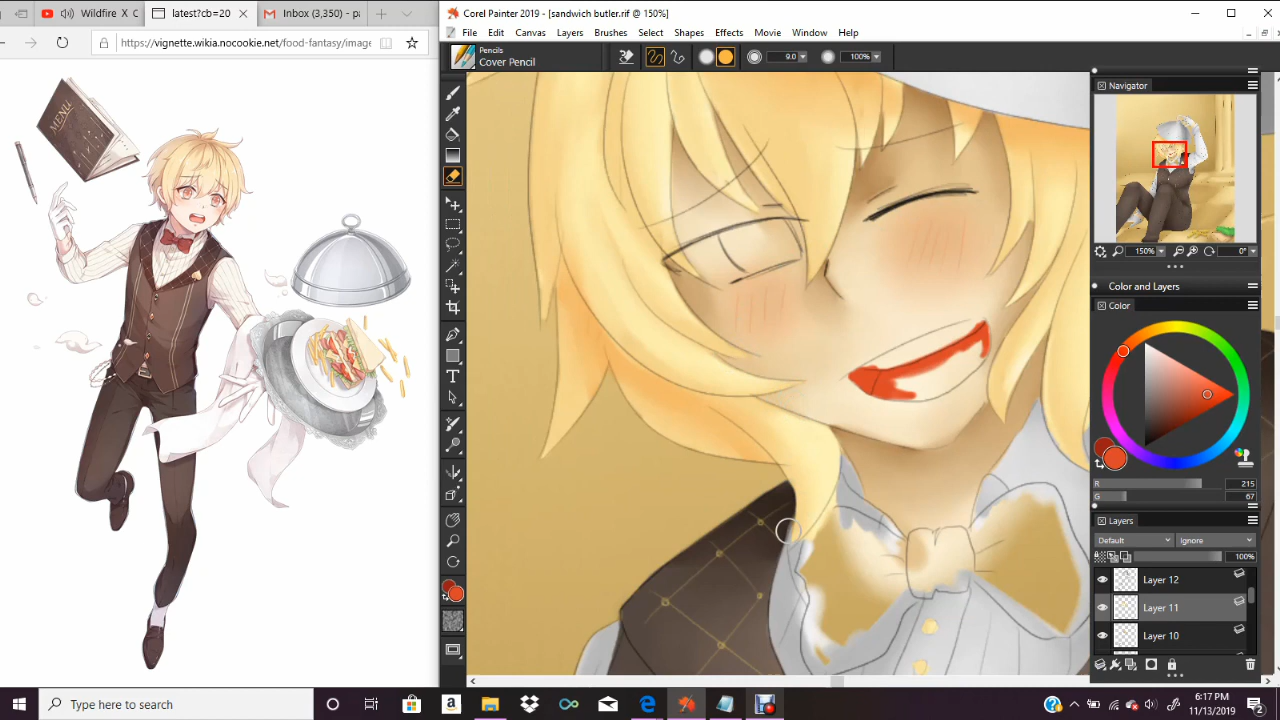 Wildfire X C
latest?cb=20
Inbox (3,350) - pa
Corel Painter 2019 - [sandwich butler.rif @ 150%]
https://vignette.wikia.nocookie.net/food-fantasy/image
File Edit Canvas Layers Brushes Select Shapes Effects Movie Window Help
Pencils
Cover Pencil
9.0
100%
Navigator
MENU
150%
0°
Color and Layers
Color
R 215
G 67
Layers
Default Ignore
100%
Layer 12
Layer 11
Layer 10
Type here to search
6:17 PM
11/13/2019
2